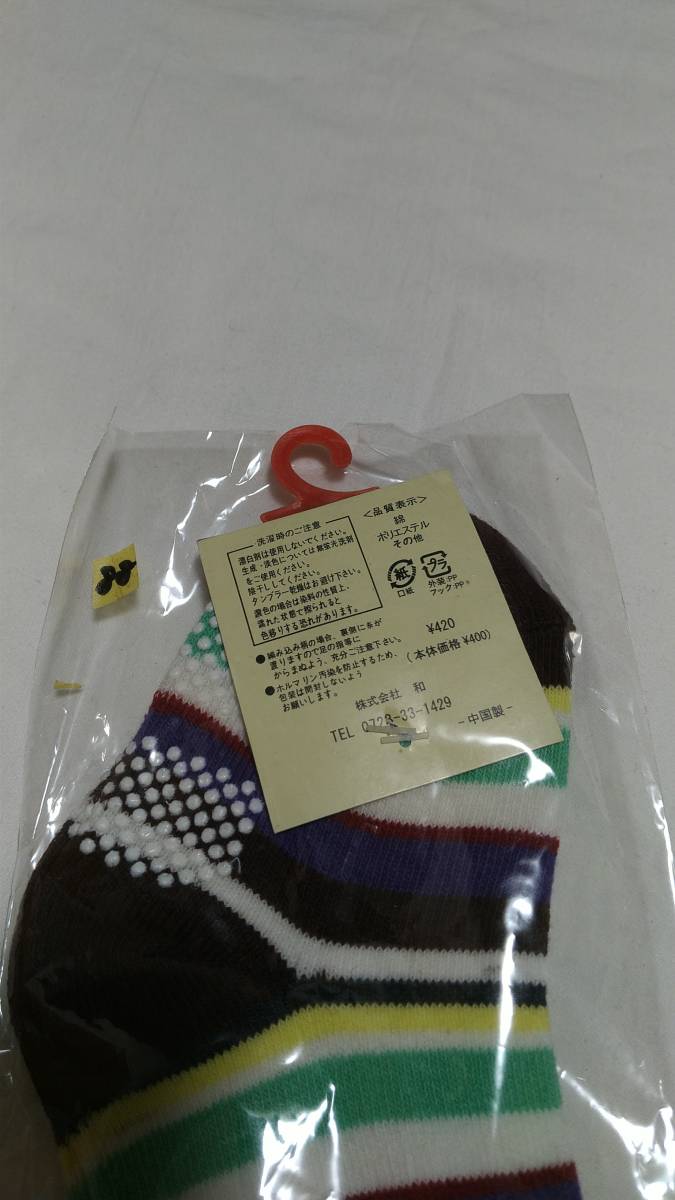 洗濯時のご注意
漂白剤は使用しないでください。
生成・淡色については無蛍光洗剤
をご使用ください。
陰干ししてください。
タンブラー乾燥はお避け下さい。
濃色の場合は染料の性質上、
濡れた状態で擦られると
色移りする恐れがあります。
●編み込み柄の場合、裏側に糸が
渡りますので足の指等に
からまぬよう、充分ご注意下さい。
●ホルマリン汚染を防止するため、
包装は開封しないよう
お願いします。
<品質表示>
綿
ポリエステル
その他
紙
口紙
プラ
外装:PP
フック:PP
¥420
(本体価格 ¥400)
株式会社 和
TEL 0728-33-1429
-中国製-